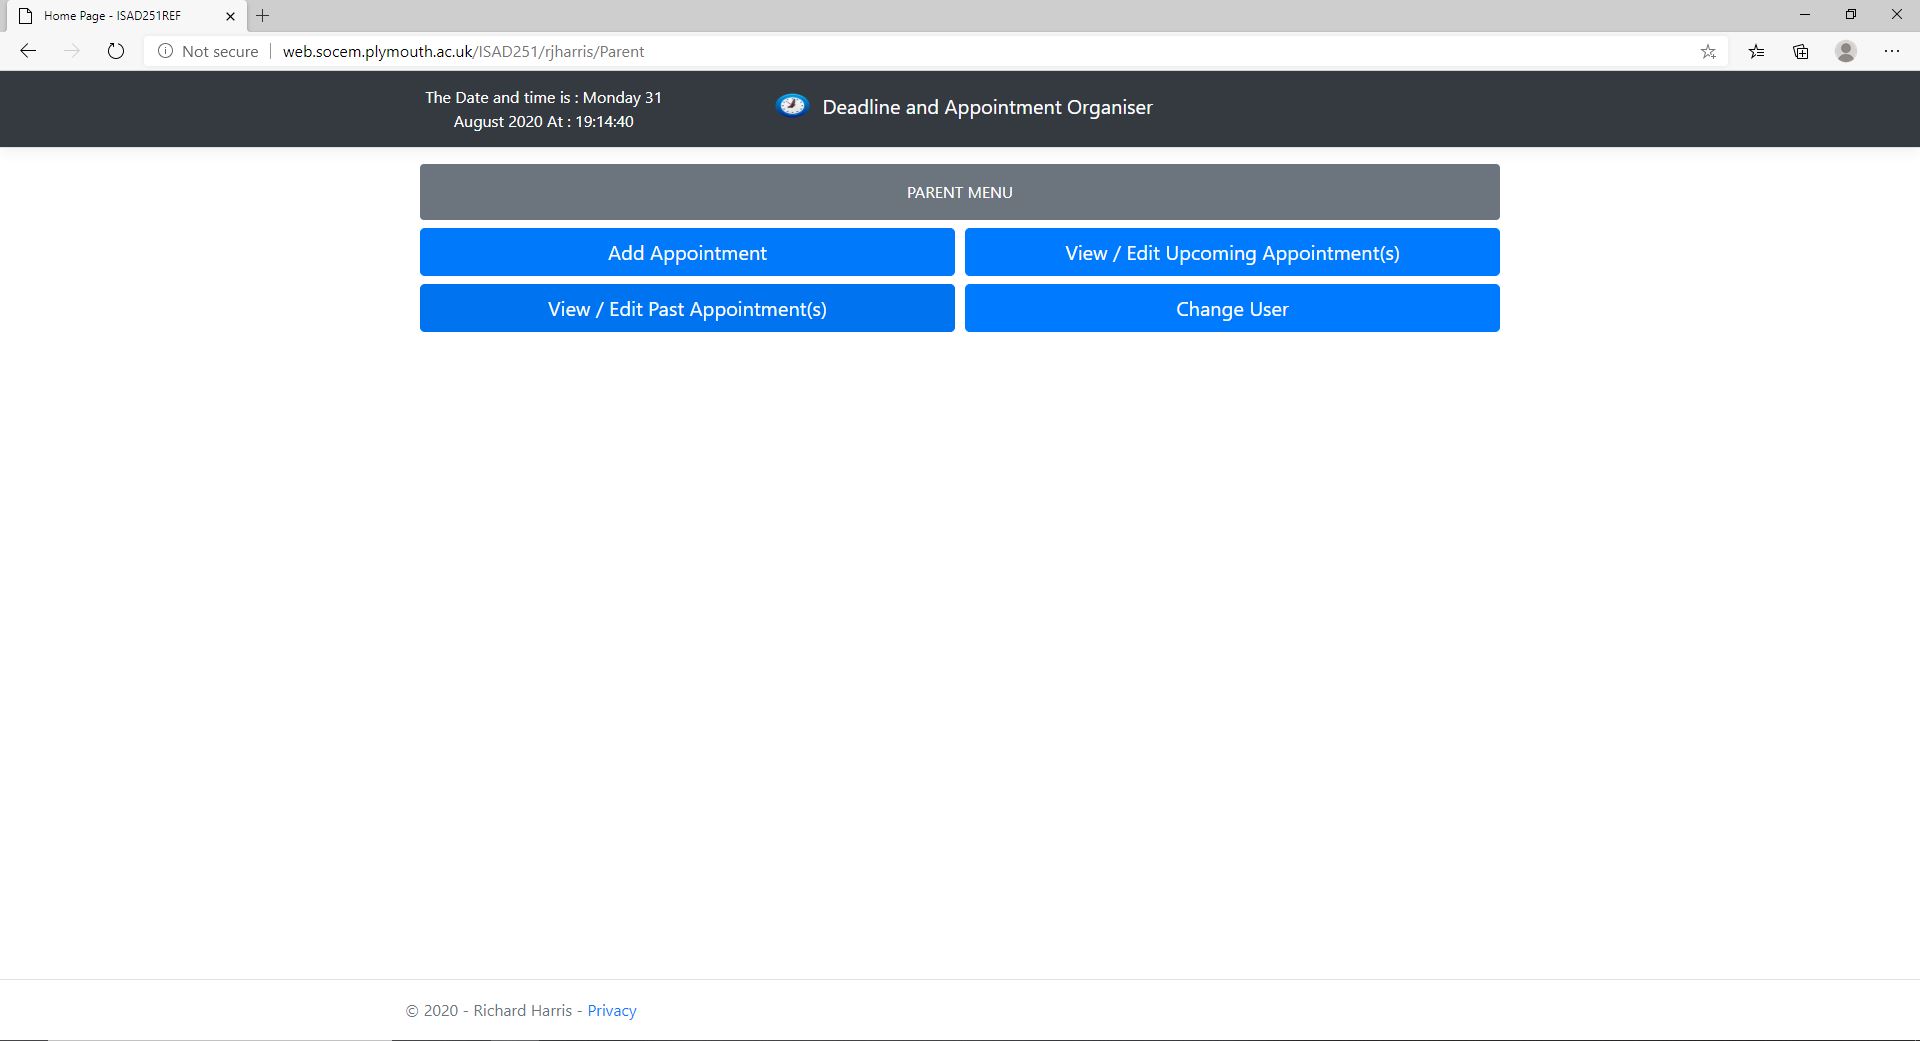 Home Page - ISAD251REF
Not secure
web.socem.plymouth.ac.uk/ISAD251/rjharris/Parent
The Date and time is : Monday 31
August 2020 At : 19:14:40
Deadline and Appointment Organiser
PARENT MENU
Add Appointment
View / Edit Upcoming Appointment(s)
View / Edit Past Appointment(s)
Change User
© 2020 - Richard Harris - Privacy